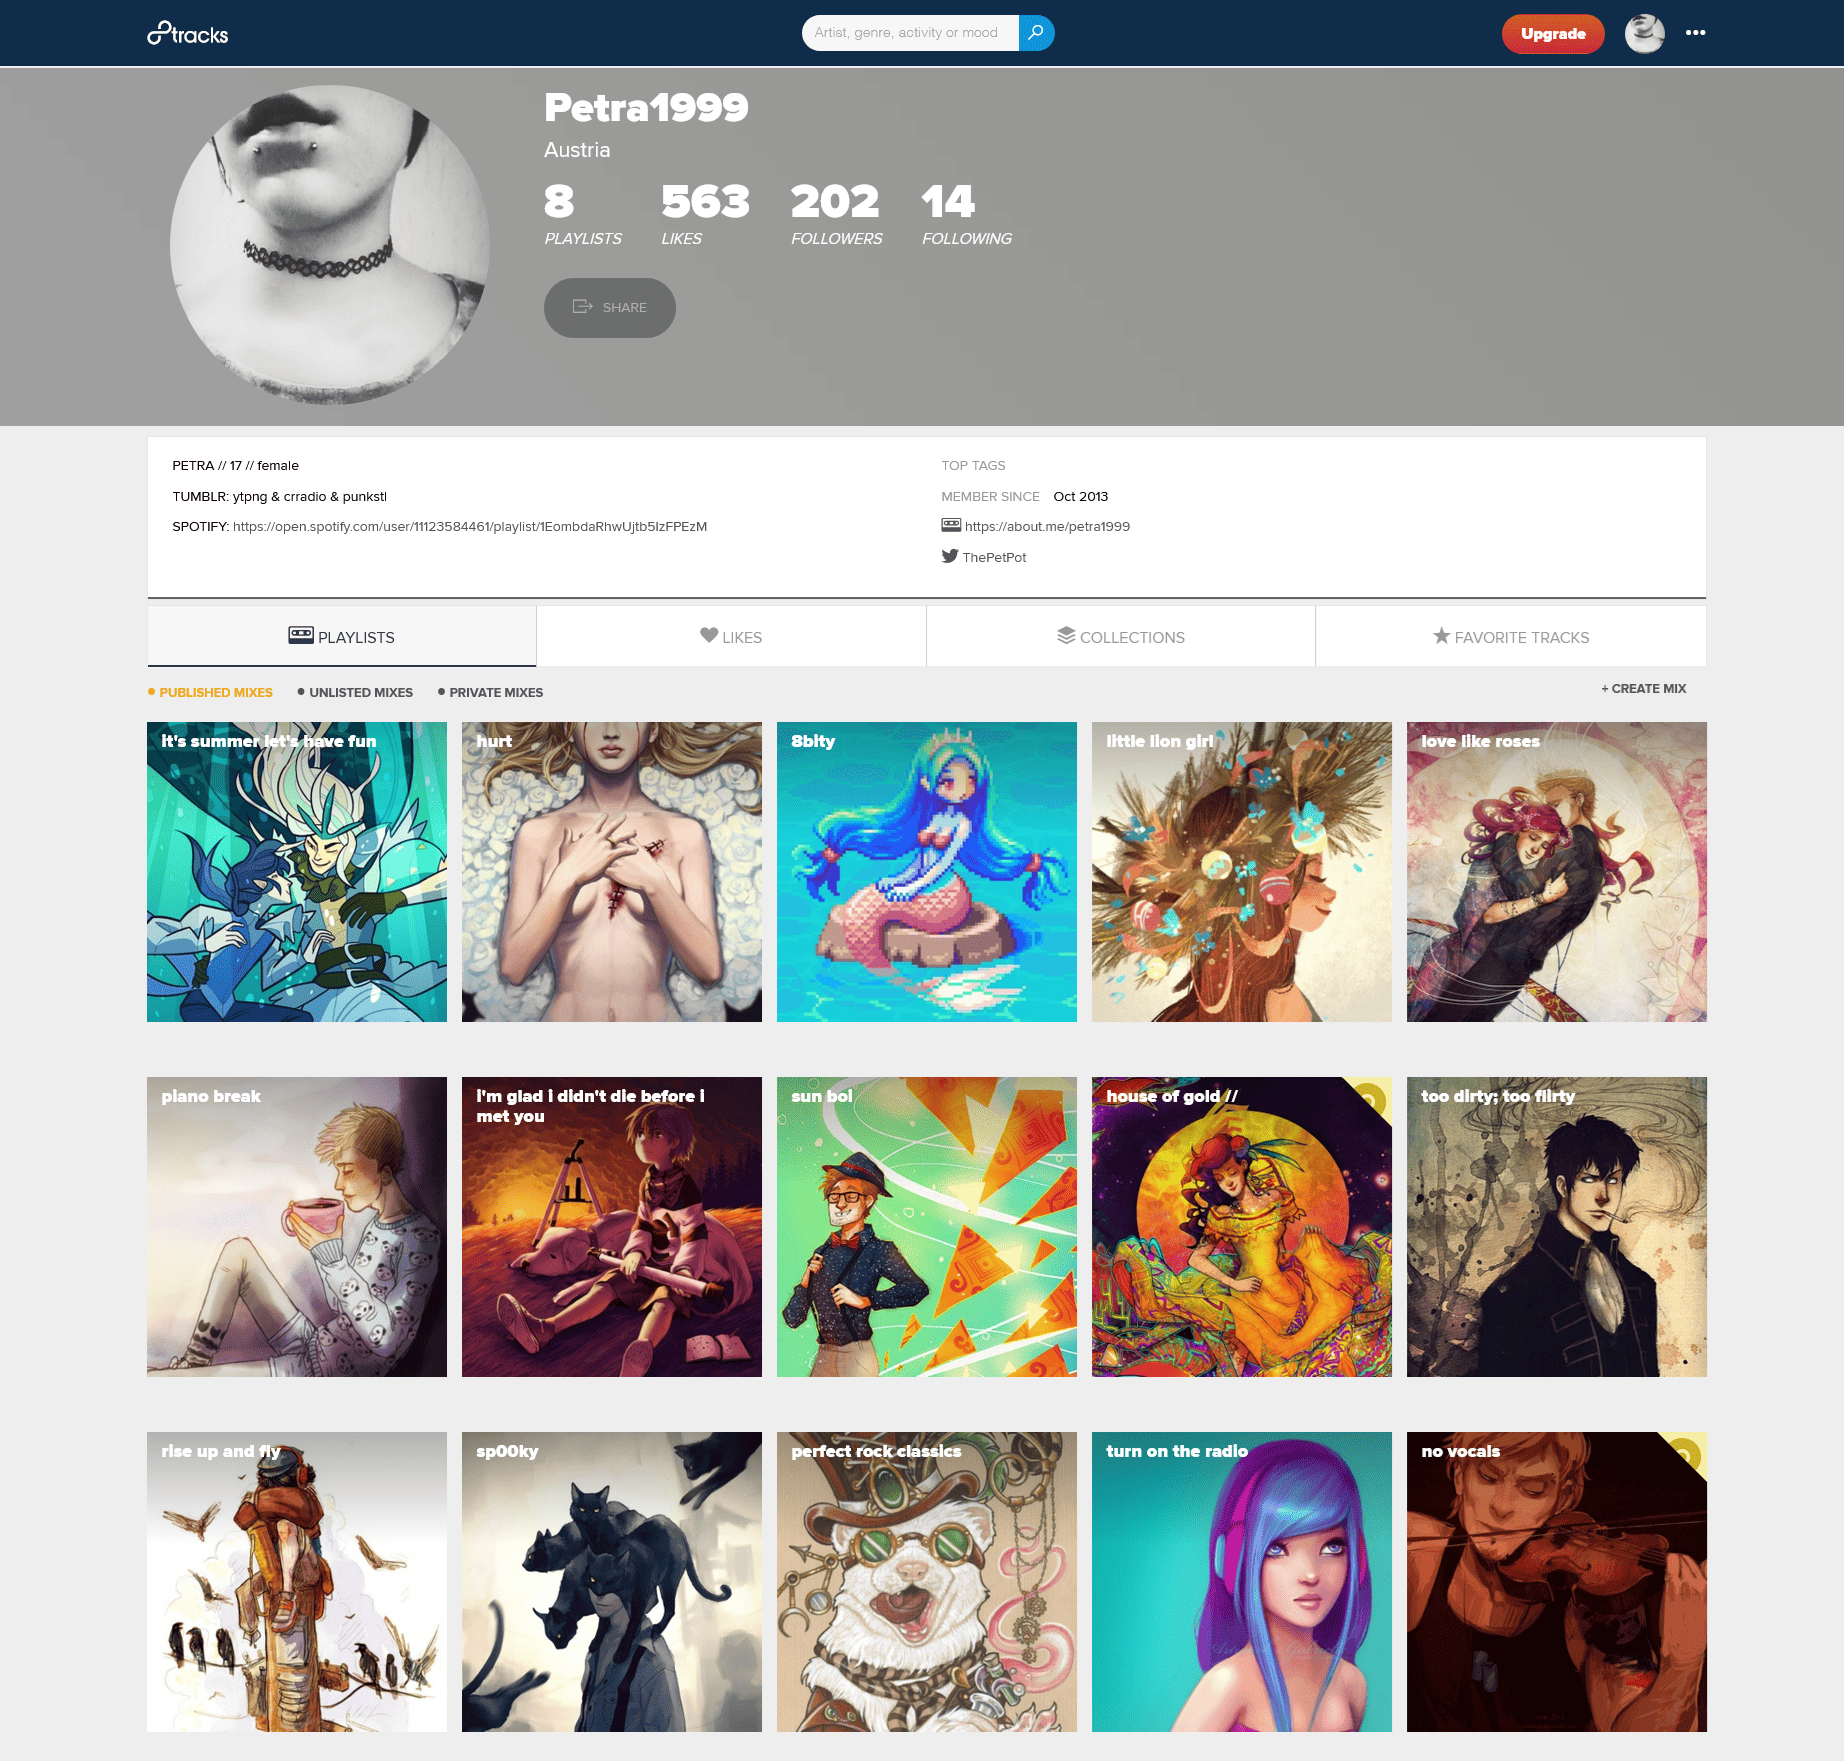 8tracks
Artist, genre, activity or mood
Upgrade
Petra1999
Austria
8 563 202 14
PLAYLISTS LIKES FOLLOWERS FOLLOWING
SHARE
PETRA // 17 // female
TUMBLR: ytpng & crradio & punkstl
SPOTIFY: https://open.spotify.com/user/11123584461/playlist/1EombdaRhwUjtb5IzFPEzM
TOP TAGS
MEMBER SINCE Oct 2013
https://about.me/petra1999
ThePetPot
PLAYLISTS LIKES COLLECTIONS FAVORITE TRACKS
PUBLISHED MIXES UNLISTED MIXES PRIVATE MIXES + CREATE MIX
it's summer let's have fun
hurt
8bity
little lion girl
love like roses
piano break
i'm glad i didn't die before i
met you
sun boi
house of gold //
too dirty; too flirty
rise up and fly
sp00ky
perfect rock classics
turn on the radio
no vocals